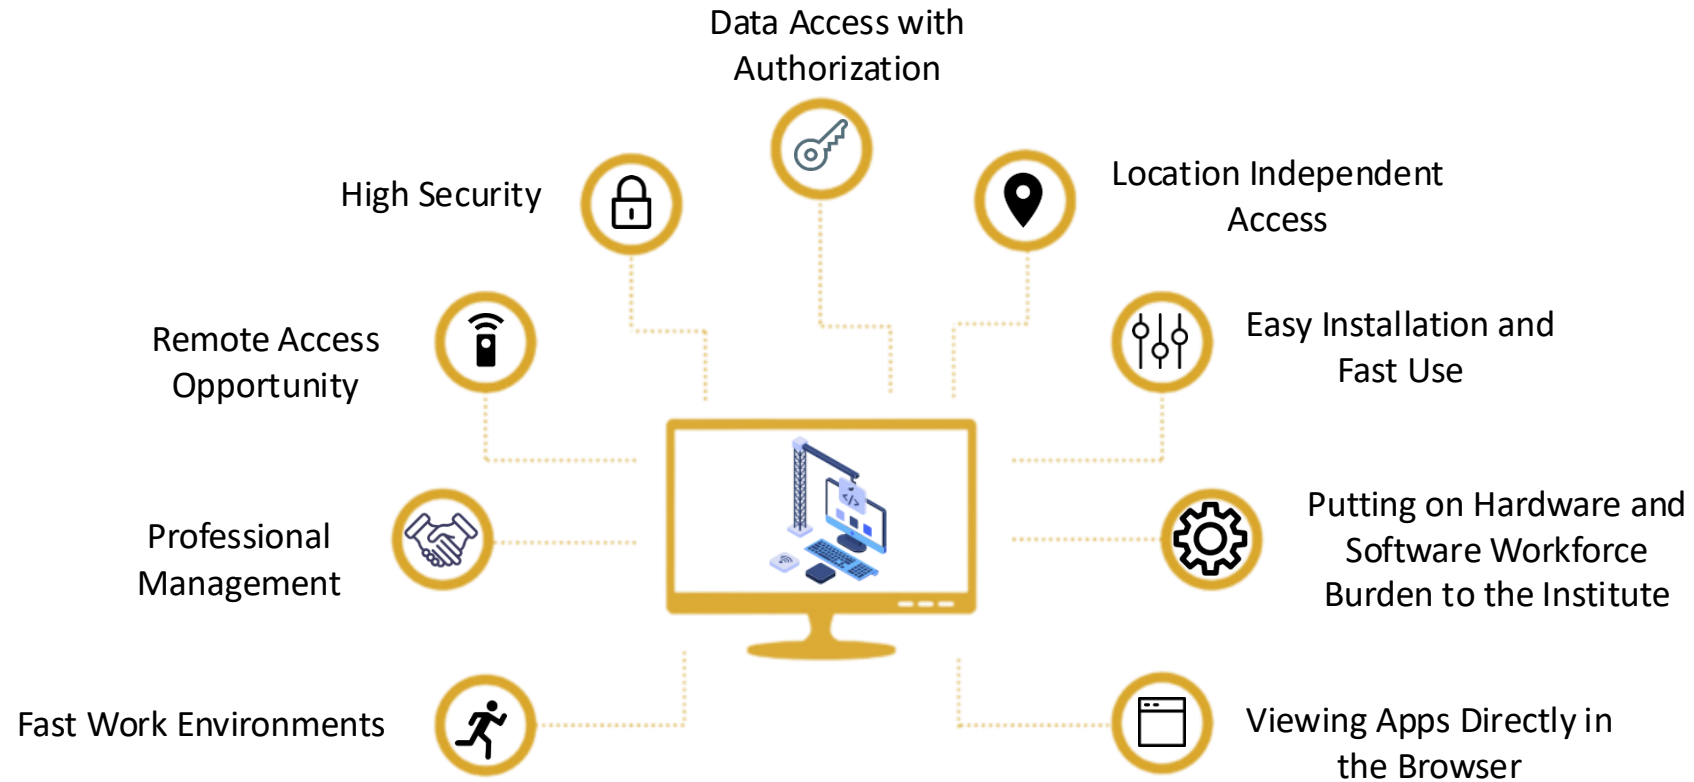 Data Access with
Authorization
High Security
Location Independent
Access
Remote Access
Opportunity
Easy Installation and
Fast Use
Professional
Management
Putting on Hardware and
Software Workforce
Burden to the Institute
Fast Work Environments
Viewing Apps Directly in
the Browser